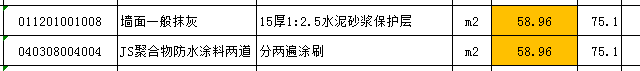 011201001008 墙面一般抹灰 15厚1:2.5水泥砂浆保护层 m2 58.96 75.1
040308004004 JS聚合物防水涂料两道 分两遍涂刷 m2 58.96 75.1